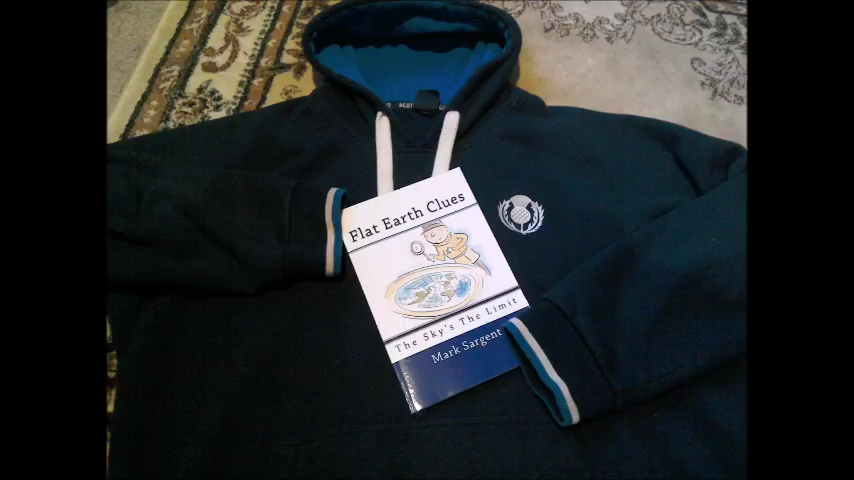 Flat Earth Clues
The Sky's The Limit
Mark Sargent